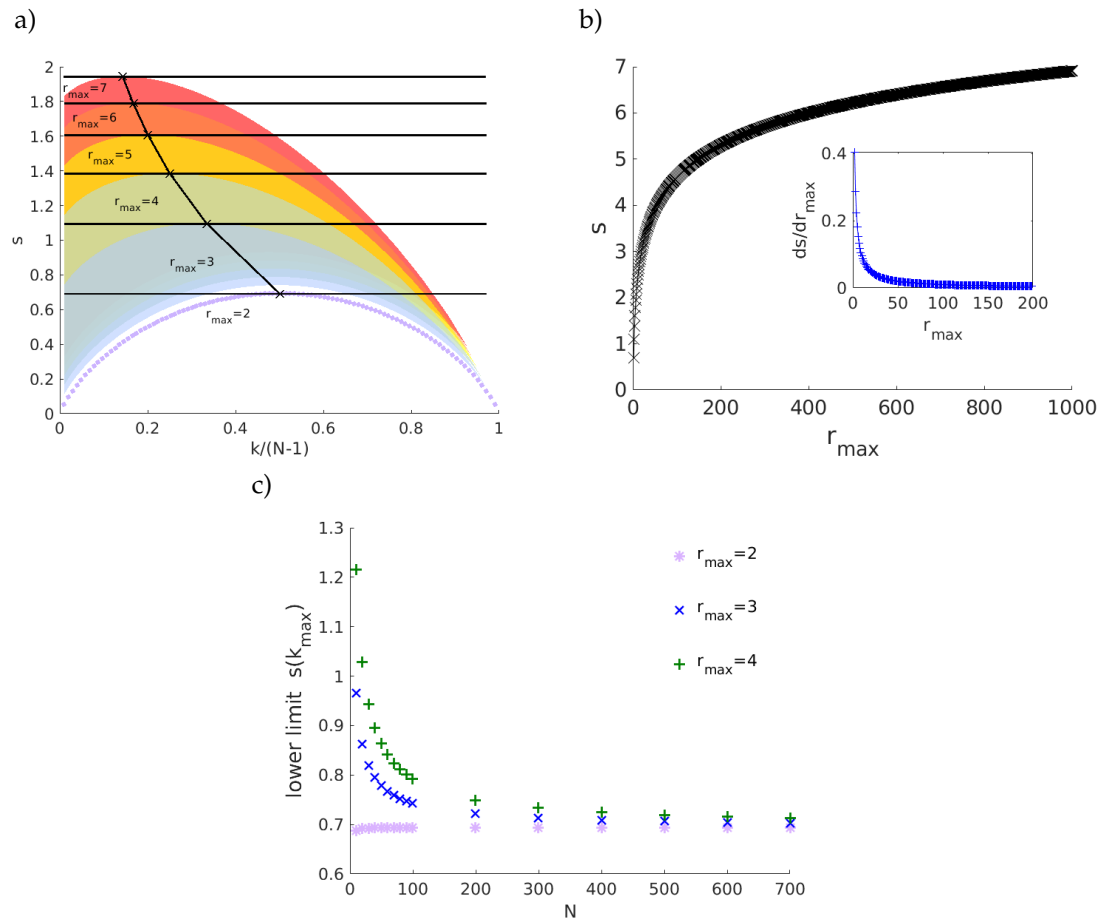 a)
2
1.8
1.6
1.4
1.2
1
0.8
0.6
0.4
0.2
0
s
r_max=7
r_max=6
r_max=5
r_max=4
r_max=3
r_max=2
0 0.2 0.4 0.6 0.8 1
k/(N-1)
b)
7
6
5
4
3
2
1
0
s
0.4
0.2
0
ds/dr_max
0 50 100 150 200
r_max
0 200 400 600 800 1000
r_max
c)
1.3
1.2
1.1
1
0.9
0.8
0.7
0.6
lower limit s(k_max)
r_max=2
r_max=3
r_max=4
0 100 200 300 400 500 600 700
N